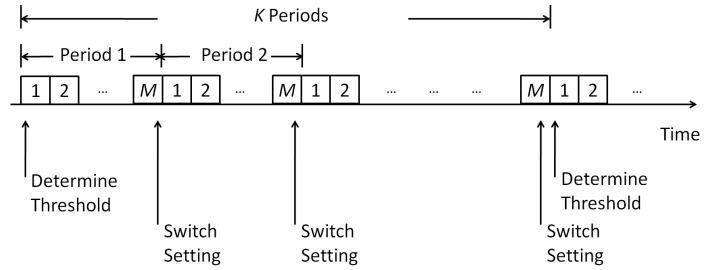 K Periods
Period 1 Period 2
1 2 ... M 1 2 ... M 1 2 ... ... ... M 1 2 ...
Time
Determine
Threshold
Switch
Setting
Switch
Setting
Determine
Threshold
Switch
Setting